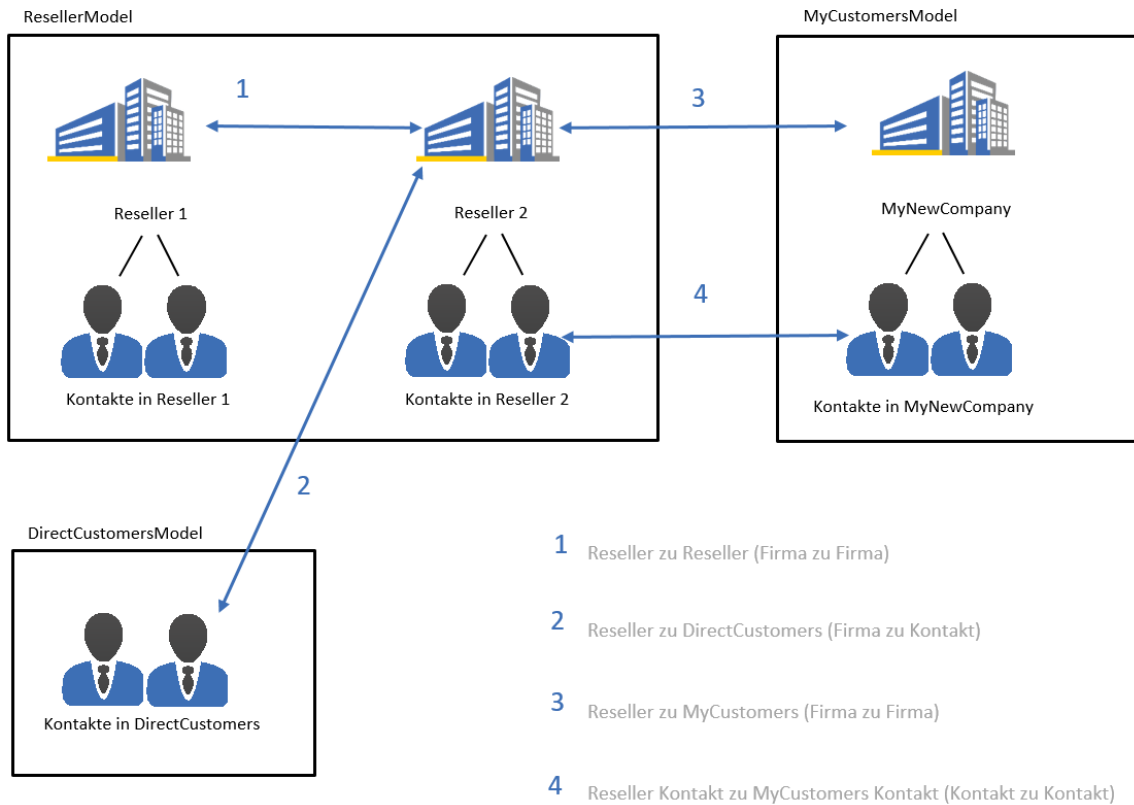 ResellerModel
MyCustomersModel
1
3
Reseller 1
Reseller 2
MyNewCompany
4
Kontakte in Reseller 1
Kontakte in Reseller 2
Kontakte in MyNewCompany
2
DirectCustomersModel
Kontakte in DirectCustomers
1 Reseller zu Reseller (Firma zu Firma)
2 Reseller zu DirectCustomers (Firma zu Kontakt)
3 Reseller zu MyCustomers (Firma zu Firma)
4 Reseller Kontakt zu MyCustomers Kontakt (Kontakt zu Kontakt)